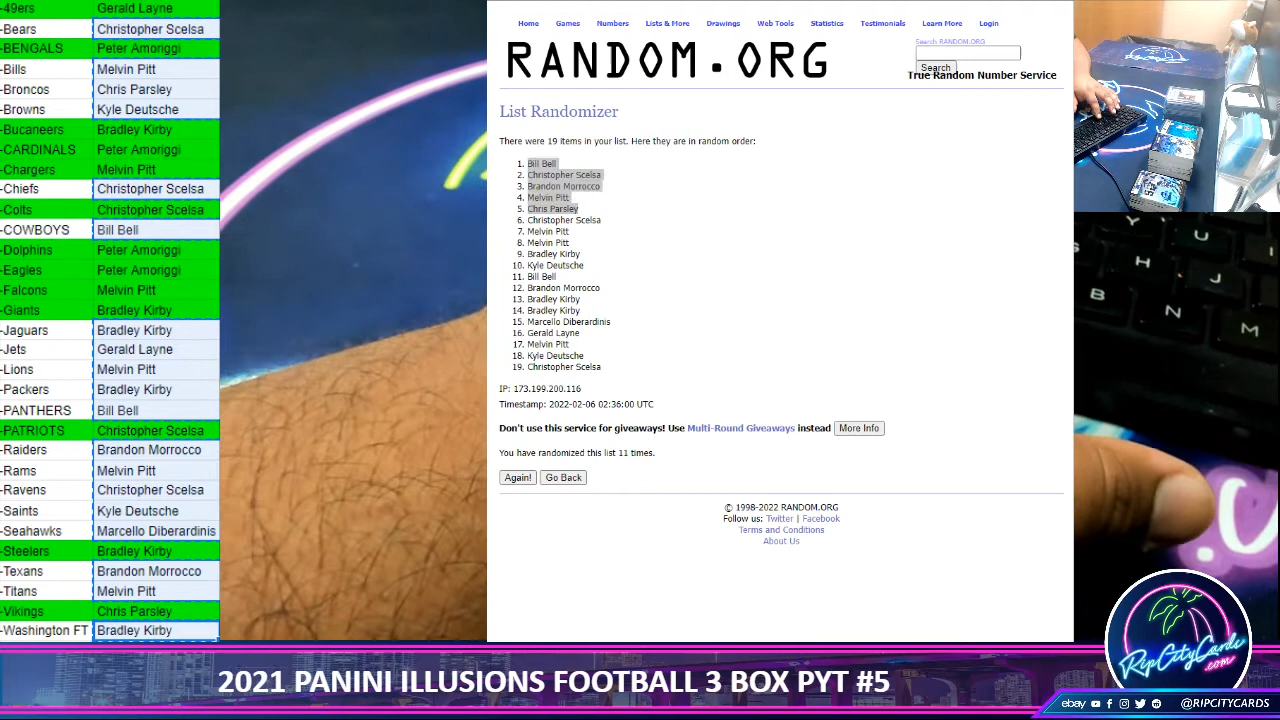 -49ers Gerald Layne
-Bears Christopher Scelsa
-BENGALS Peter Amoriggi
-Bills Melvin Pitt
-Broncos Chris Parsley
-Browns Kyle Deutsche
-Bucaneers Bradley Kirby
-CARDINALS Peter Amoriggi
-Chargers Melvin Pitt
-Chiefs Christopher Scelsa
-Colts Christopher Scelsa
-COWBOYS Bill Bell
-Dolphins Peter Amoriggi
-Eagles Peter Amoriggi
-Falcons Melvin Pitt
-Giants Bradley Kirby
-Jaguars Bradley Kirby
-Jets Gerald Layne
-Lions Melvin Pitt
-Packers Bradley Kirby
-PANTHERS Bill Bell
-PATRIOTS Christopher Scelsa
-Raiders Brandon Morrocco
-Rams Melvin Pitt
-Ravens Christopher Scelsa
-Saints Kyle Deutsche
-Seahawks Marcello Diberardinis
-Steelers Bradley Kirby
-Texans Brandon Morrocco
-Titans Melvin Pitt
-Vikings Chris Parsley
-Washington FT Bradley Kirby
Home Games Numbers Lists & More Drawings Web Tools Statistics Testimonials Learn More Login
RANDOM.ORG
Search RANDOM.ORG
Search
True Random Number Service
List Randomizer
There were 19 items in your list. Here they are in random order:
1. Bill Bell
2. Christopher Scelsa
3. Brandon Morrocco
4. Melvin Pitt
5. Chris Parsley
6. Christopher Scelsa
7. Melvin Pitt
8. Melvin Pitt
9. Bradley Kirby
10. Kyle Deutsche
11. Bill Bell
12. Brandon Morrocco
13. Bradley Kirby
14. Bradley Kirby
15. Marcello Diberardinis
16. Gerald Layne
17. Melvin Pitt
18. Kyle Deutsche
19. Christopher Scelsa
IP: 173.199.200.116
Timestamp: 2022-02-06 02:36:00 UTC
Don't use this service for giveaways! Use Multi-Round Giveaways instead More Info
You have randomized this list 11 times.
Again! Go Back
© 1998-2022 RANDOM.ORG
Follow us: Twitter | Facebook
Terms and Conditions
About Us
Y U
H J
B N M
RipCityCards
.com
2021 PANINI ILLUSIONS FOOTBALL 3 BOX PYT #5
ebay @RIPCITYCARDS